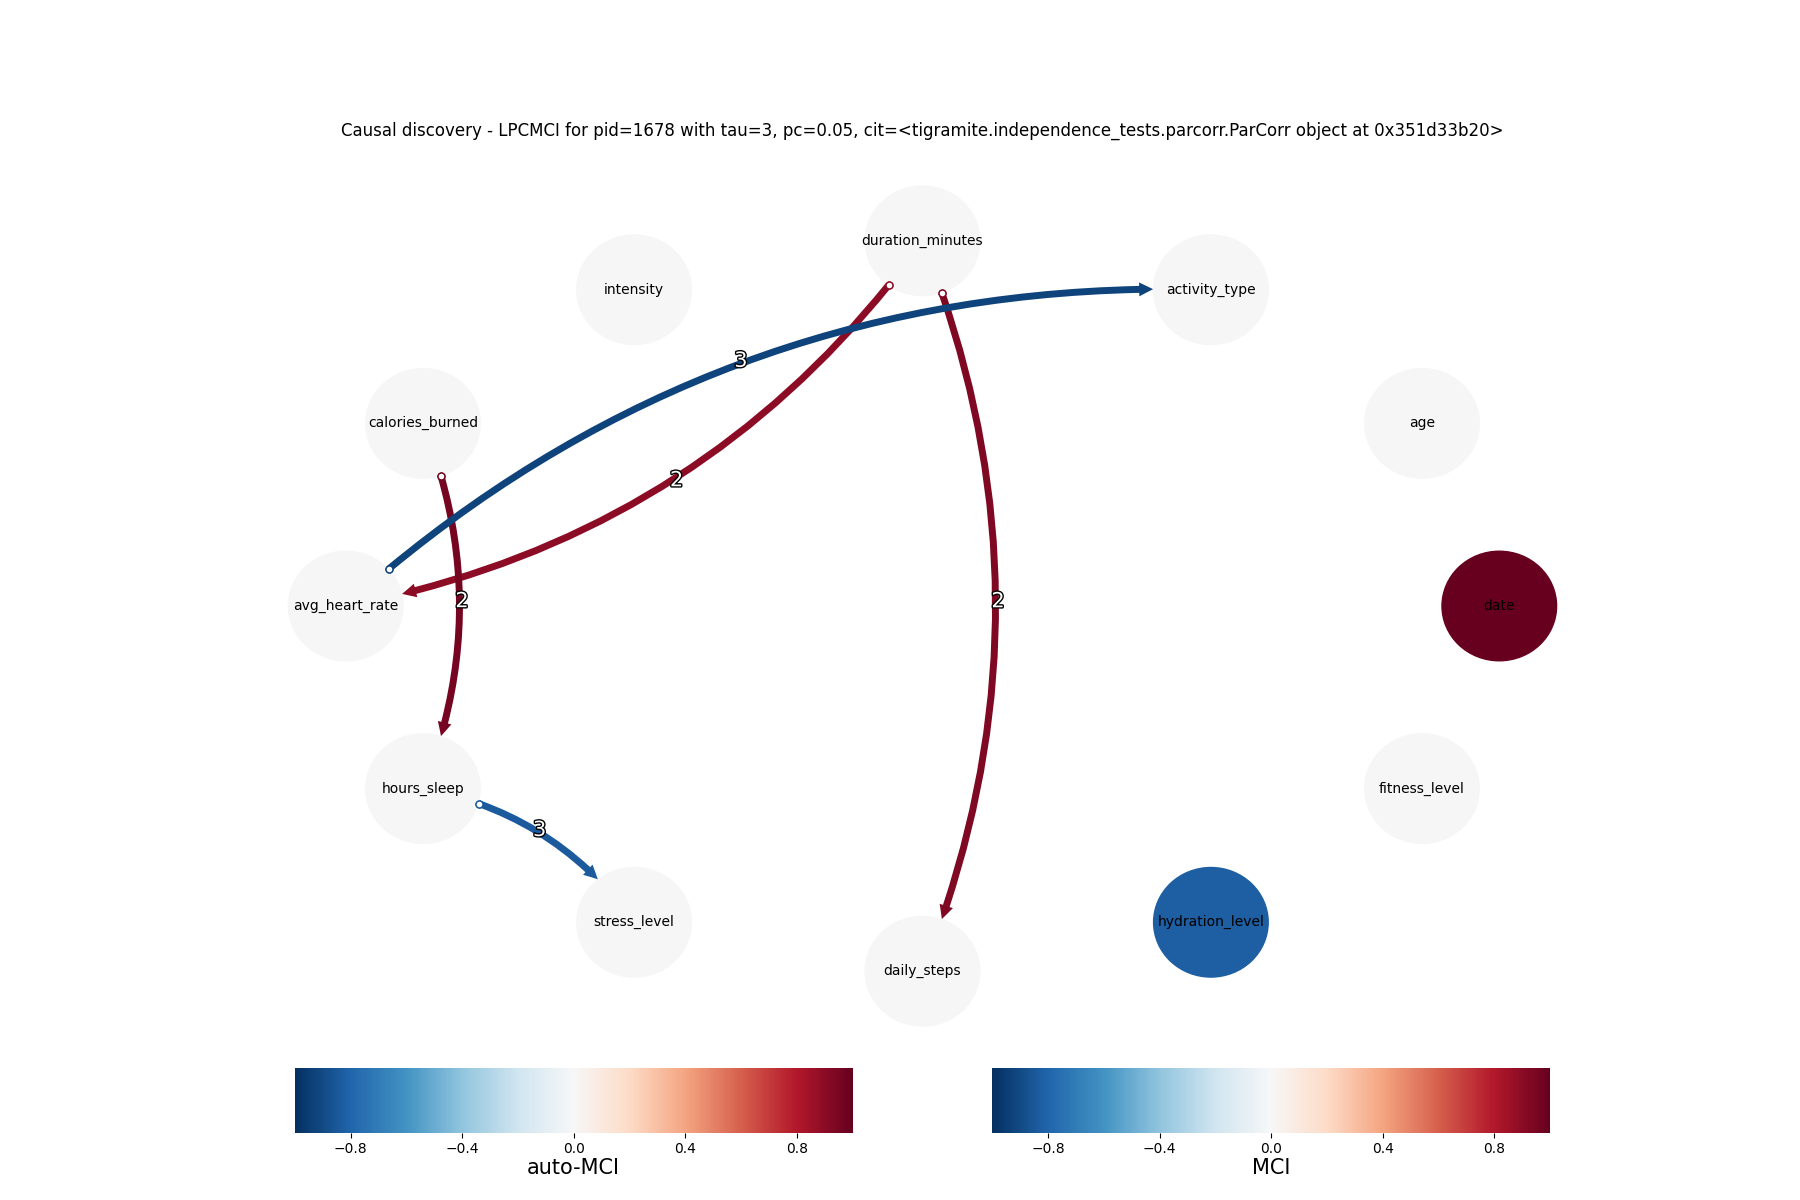 Causal discovery - LPCMCI for pid=1678 with tau=3, pc=0.05, cit=<tigramite.independence_tests.parcorr.ParCorr object at 0x351d33b20>
duration_minutes
intensity
activity_type
3
calories_burned
age
2
2
2
avg_heart_rate
date
hours_sleep
fitness_level
3
stress_level
hydration_level
daily_steps
−0.8 −0.4 0.0 0.4 0.8
auto-MCI
−0.8 −0.4 0.0 0.4 0.8
MCI